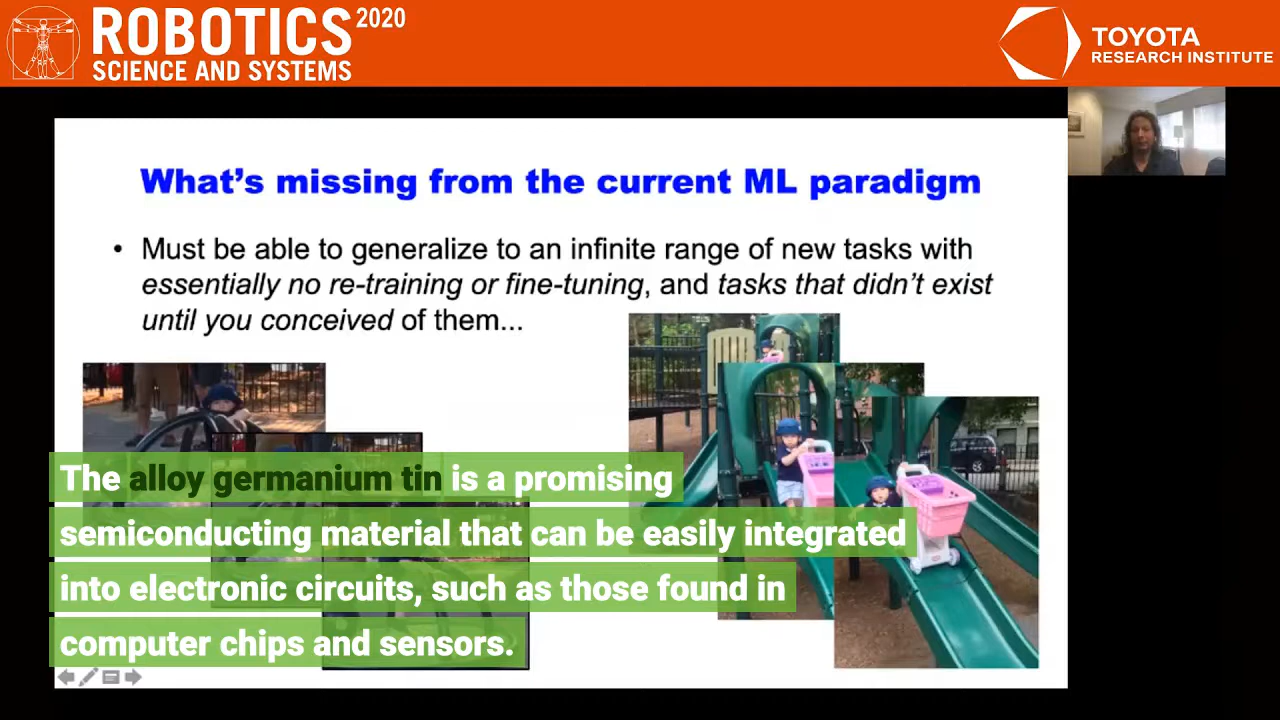 ROBOTICS 2020
SCIENCE AND SYSTEMS
TOYOTA
RESEARCH INSTITUTE
What's missing from the current ML paradigm
• Must be able to generalize to an infinite range of new tasks with
essentially no re-training or fine-tuning, and tasks that didn't exist
until you conceived of them...
The alloy germanium tin is a promising
semiconducting material that can be easily integrated
into electronic circuits, such as those found in
computer chips and sensors.